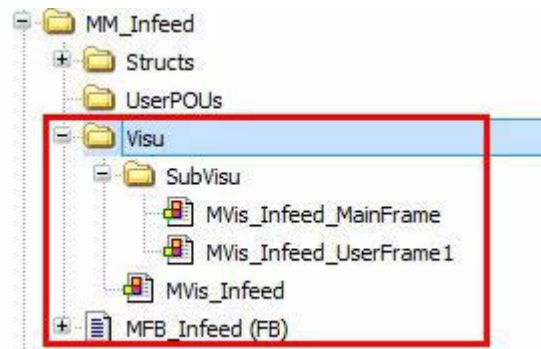 MM_Infeed
Structs
UserPOUs
Visu
SubVisu
MVis_Infeed_MainFrame
MVis_Infeed_UserFrame1
MVis_Infeed
MFB_Infeed (FB)